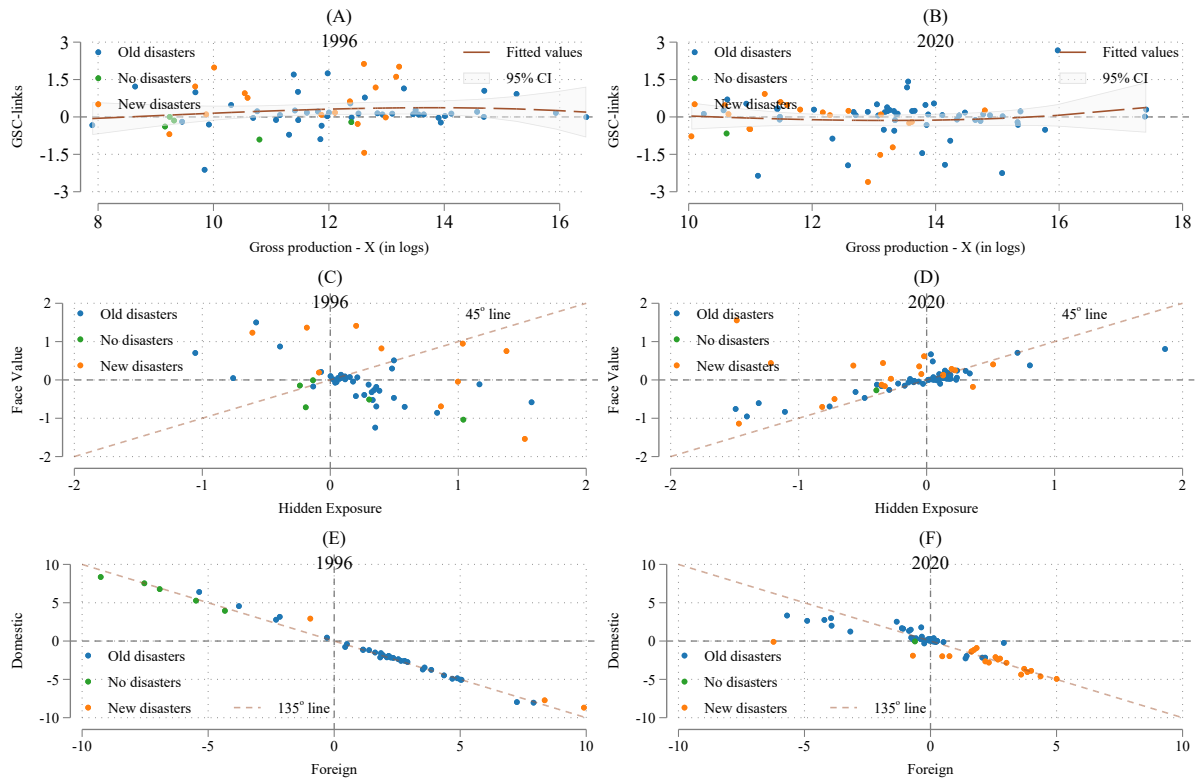 (A)
1996
3
1.5
0
-1.5
-3
GSC-links
Old disasters
No disasters
New disasters
Fitted values
95% CI
8
10
12
14
16
Gross production - X (in logs)
(B)
2020
3
1.5
0
-1.5
-3
GSC-links
Old disasters
No disasters
New disasters
Fitted values
95% CI
10
12
14
16
18
Gross production - X (in logs)
(C)
1996
2
1
0
-1
-2
Face Value
Old disasters
No disasters
New disasters
45° line
-2
-1
0
1
2
Hidden Exposure
(D)
2020
2
1
0
-1
-2
Face Value
Old disasters
No disasters
New disasters
45° line
-2
-1
0
1
2
Hidden Exposure
(E)
1996
10
5
0
-5
-10
Domestic
Old disasters
No disasters
New disasters
135° line
-10
-5
0
5
10
Foreign
(F)
2020
10
5
0
-5
-10
Domestic
Old disasters
No disasters
New disasters
135° line
-10
-5
0
5
10
Foreign